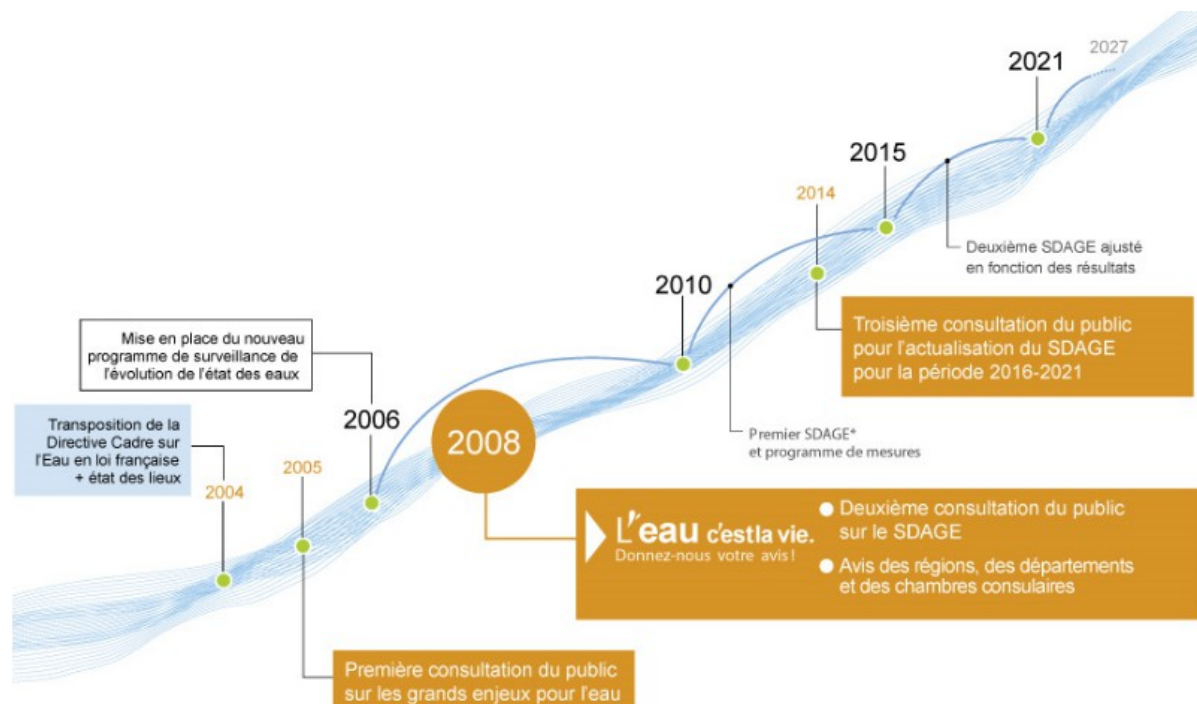 2027
2021
2015
2014
Deuxième SDAGE ajusté
en fonction des résultats
2010
Troisième consultation du public
pour l'actualisation du SDAGE
pour la période 2016-2021
Mise en place du nouveau
programme de surveillance de
l'évolution de l'état des eaux
2006
Premier SDAGE*
et programme de mesures
2008
Transposition de la
Directive Cadre sur
l'Eau en loi française
+ état des lieux
2004
2005
L'eau c'est la vie.
Donnez-nous votre avis !
Deuxième consultation du public
sur le SDAGE
Avis des régions, des départements
et des chambres consulaires
Première consultation du public
sur les grands enjeux pour l'eau